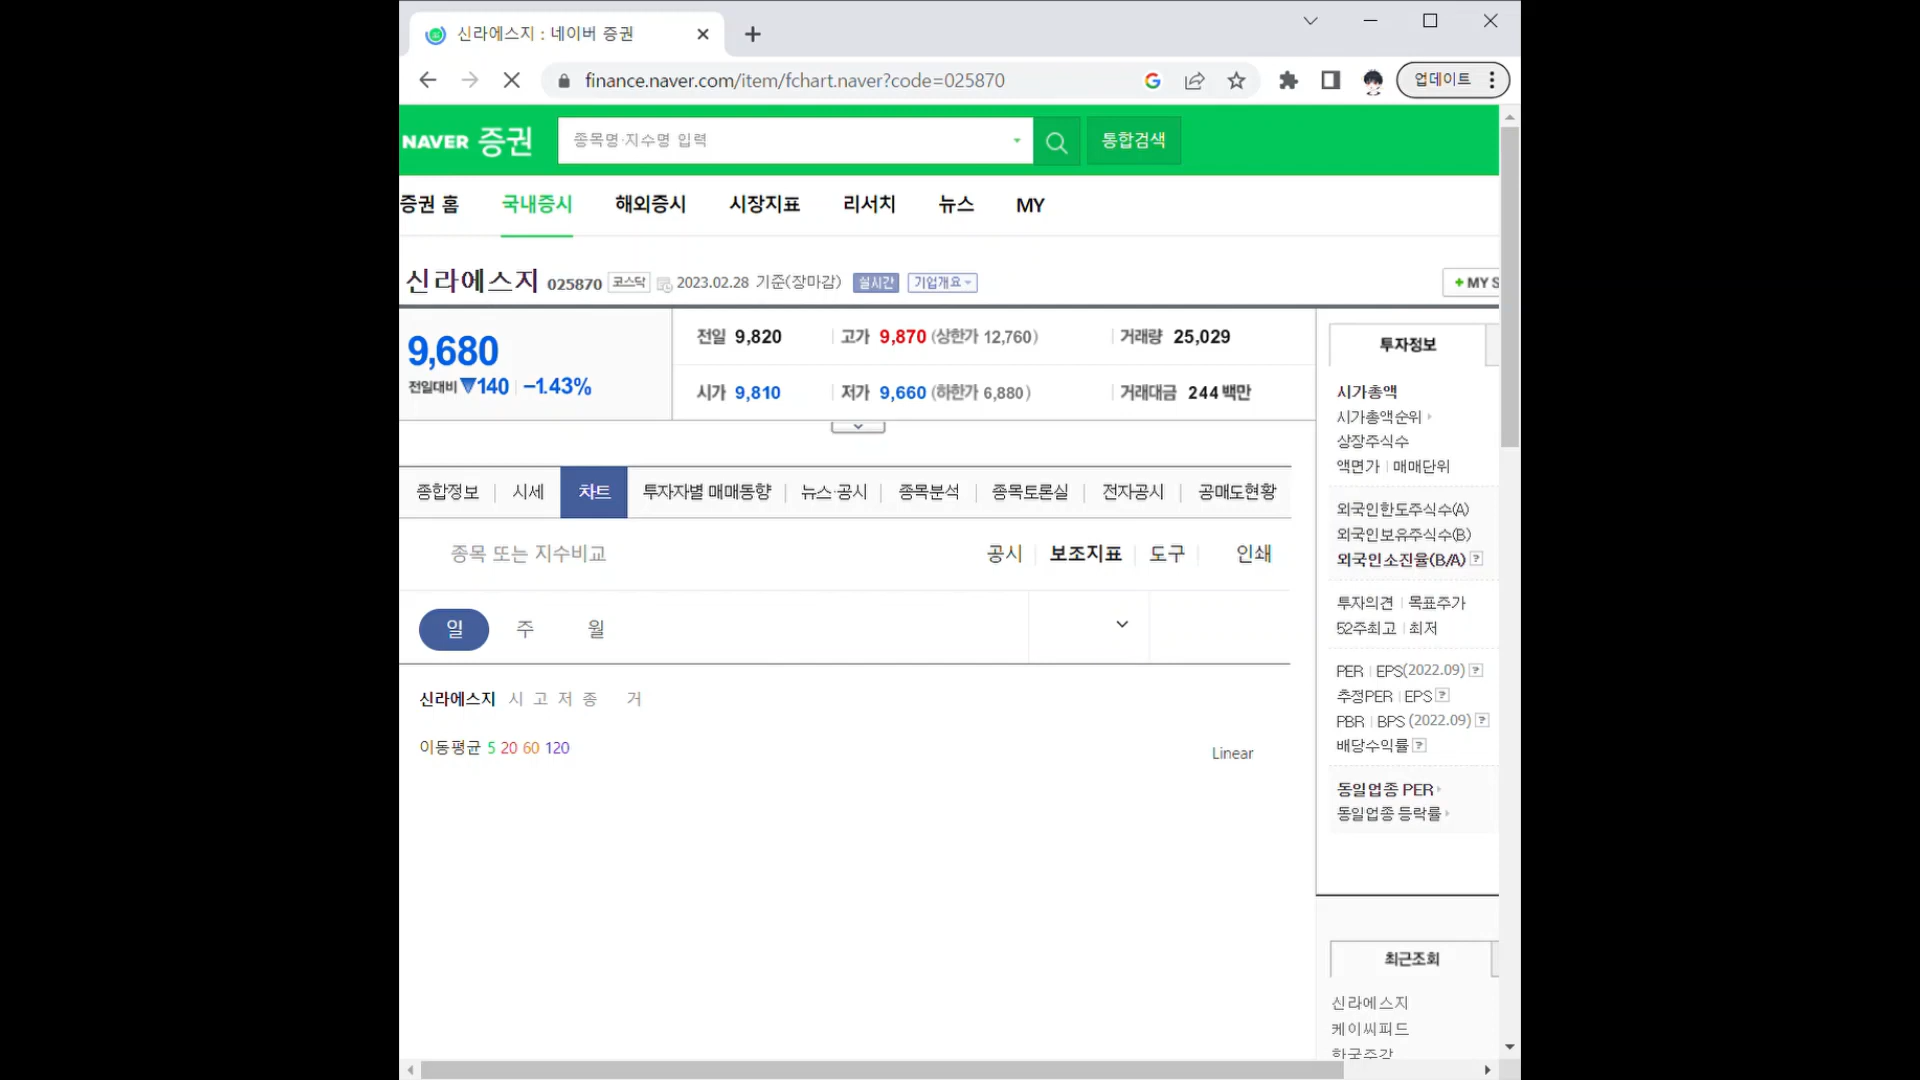 신라에스지 : 네이버 증권
finance.naver.com/item/fchart.naver?code=025870
업데이트
NAVER 증권
종목명·지수명 입력
통합검색
증권 홈 국내증시 해외증시 시장지표 리서치 뉴스 MY
신라에스지 025870 코스닥 2023.02.28 기준(장마감) 실시간 기업개요
+ MY S
9,680
전일대비 ▼140 | −1.43%
전일 9,820 고가 9,870 (상한가 12,760) 거래량 25,029
시가 9,810 저가 9,660 (하한가 6,880) 거래대금 244 백만
종합정보 시세 차트 투자자별 매매동향 뉴스·공시 종목분석 종목토론실 전자공시 공매도현황
종목 또는 지수비교 공시 보조지표 도구 인쇄
일 주 월
신라에스지 시 고 저 종 거
이동평균 5 20 60 120
Linear
투자정보
시가총액
시가총액순위
상장주식수
액면가 | 매매단위
외국인한도주식수(A)
외국인보유주식수(B)
외국인소진율(B/A) ?
투자의견 | 목표주가
52주최고 | 최저
PER | EPS(2022.09) ?
추정PER | EPS ?
PBR | BPS (2022.09) ?
배당수익률 ?
동일업종 PER
동일업종 등락률
최근조회
신라에스지
케이씨피드
한국주강